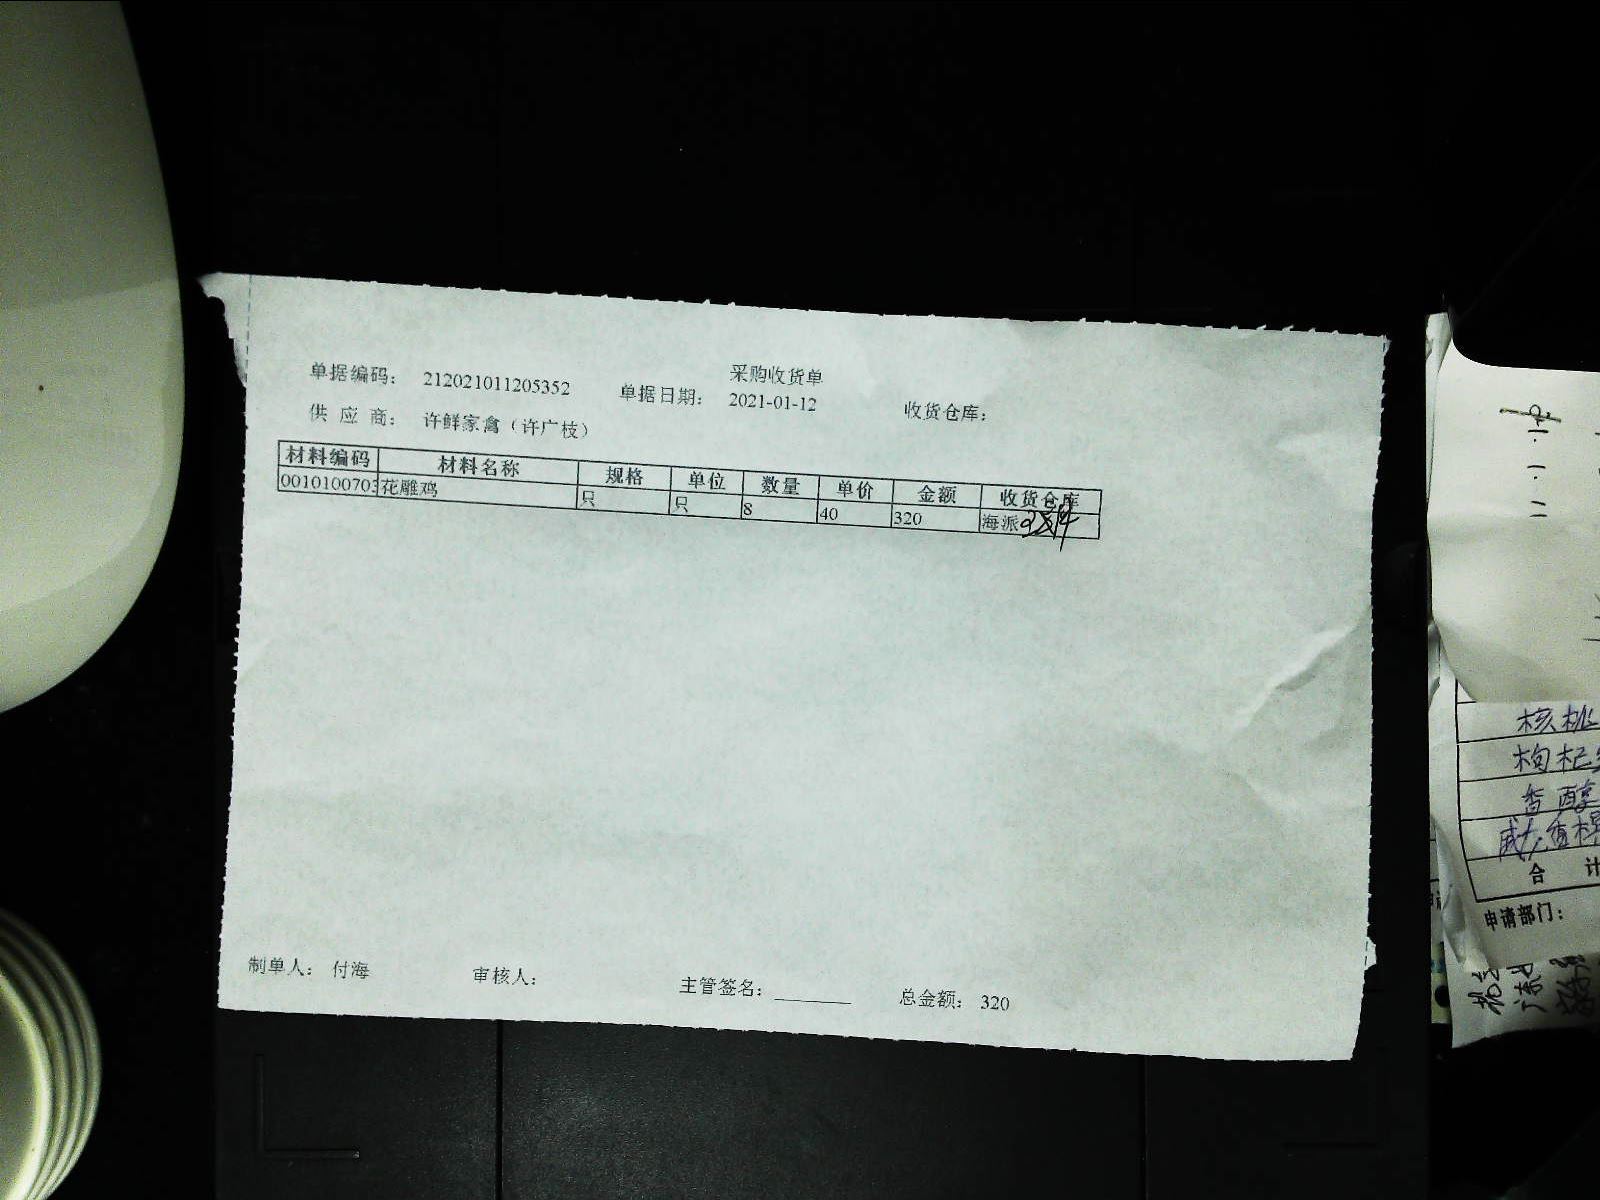 采购收货单
单据编码： 212021011205352 单据日期： 2021-01-12 收货仓库：
供 应 商： 许鲜家禽（许广枝）
材料编码 材料名称 规格 单位 数量 单价 金额 收货仓库
0010100703 花雕鸡 只 只 8 40 320 海派
制单人： 付海 审核人： 主管签名： ______ 总金额： 320
核桃
枸杞
香醇
合 计
申请部门：